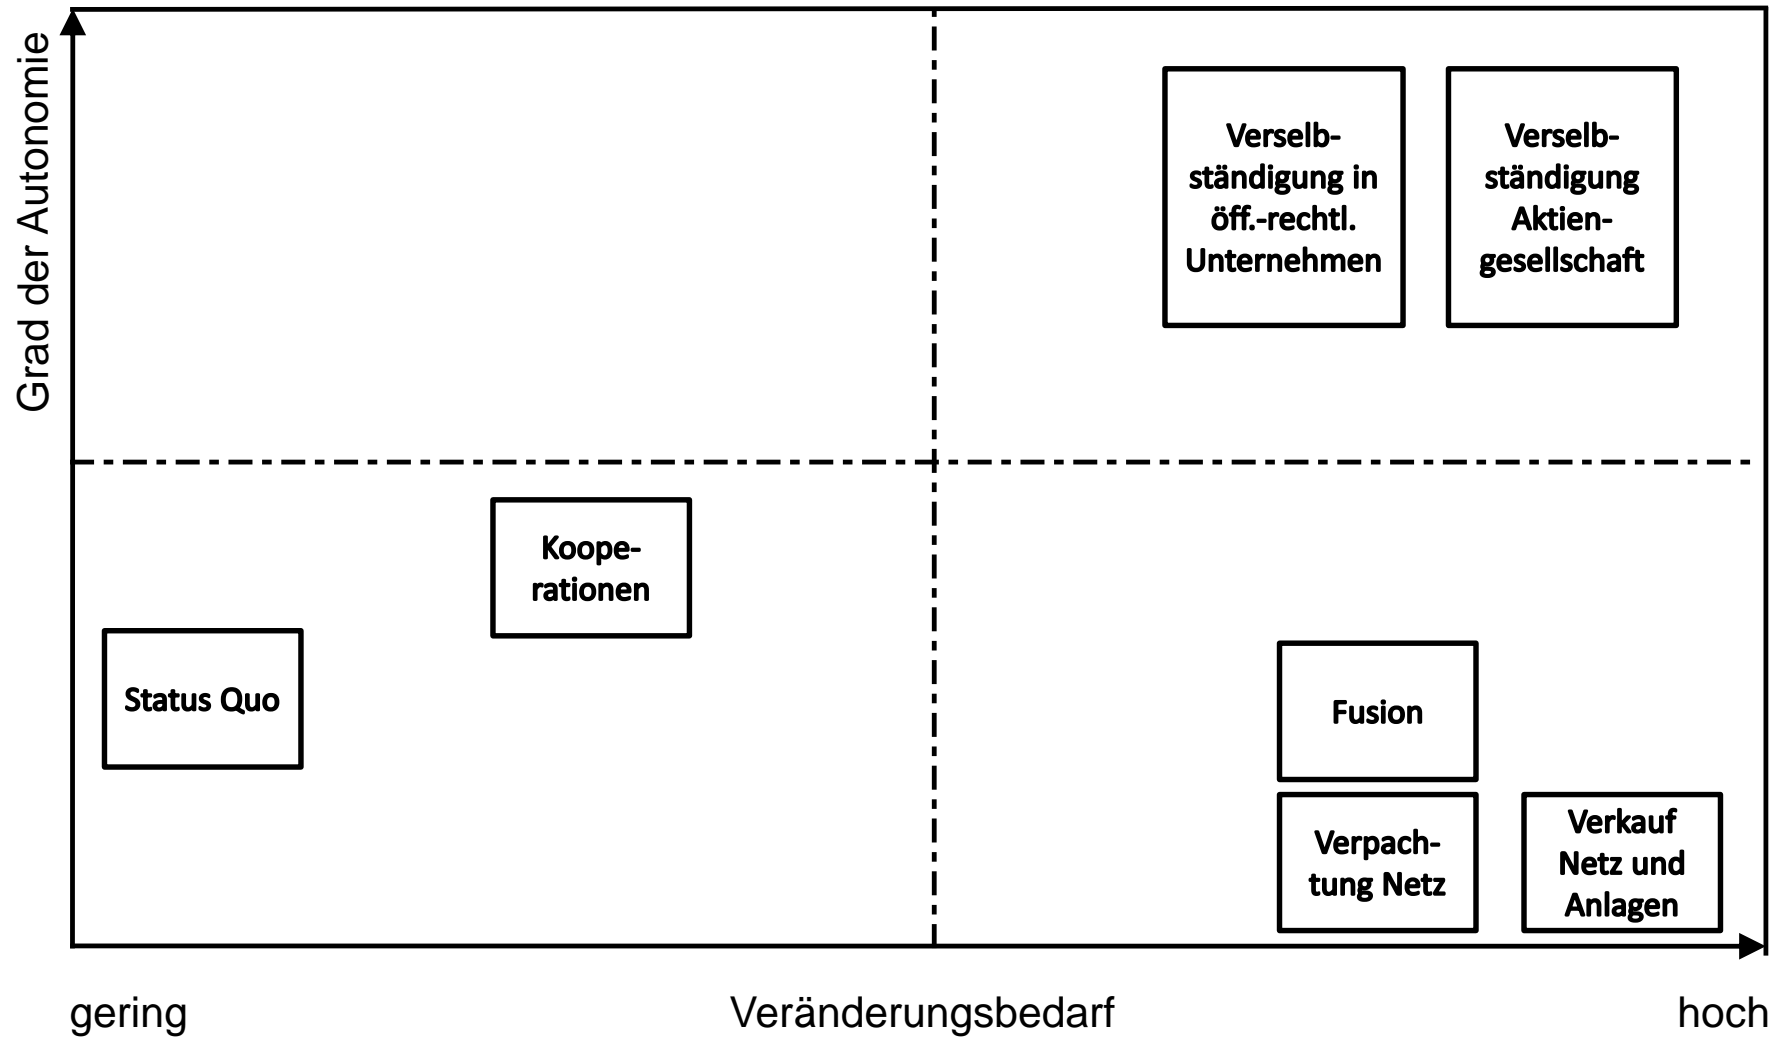 Grad der Autonomie
Verselb-
ständigung in
öff.-rechtl.
Unternehmen
Verselb-
ständigung
Aktien-
gesellschaft
Koope-
rationen
Status Quo
Fusion
Verpach-
tung Netz
Verkauf
Netz und
Anlagen
gering
Veränderungsbedarf
hoch